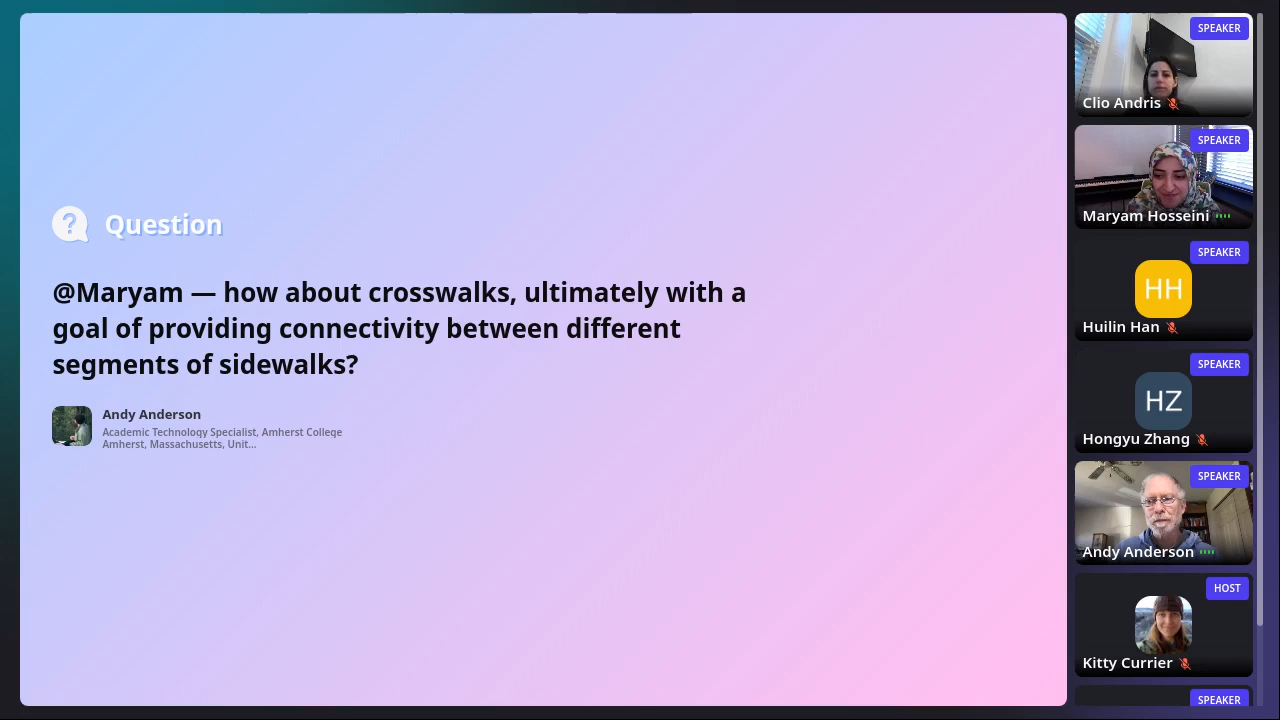 Question
@Maryam — how about crosswalks, ultimately with a
goal of providing connectivity between different
segments of sidewalks?
Andy Anderson
Academic Technology Specialist, Amherst College
Amherst, Massachusetts, Unit...
SPEAKER
Clio Andris
SPEAKER
Maryam Hosseini
SPEAKER
HH
Huilin Han
SPEAKER
HZ
Hongyu Zhang
SPEAKER
Andy Anderson
HOST
Kitty Currier
SPEAKER